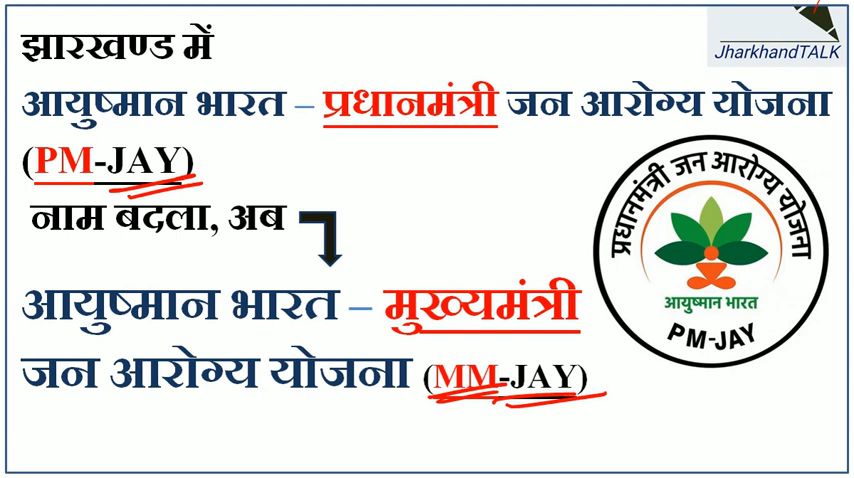 JharkhandTALK
झारखण्ड में
आयुष्मान भारत – प्रधानमंत्री जन आरोग्य योजना
(PM-JAY)
नाम बदला, अब
आयुष्मान भारत – मुख्यमंत्री
जन आरोग्य योजना (MM-JAY)
प्रधानमंत्री जन आरोग्य योजना
आयुष्मान भारत
PM-JAY